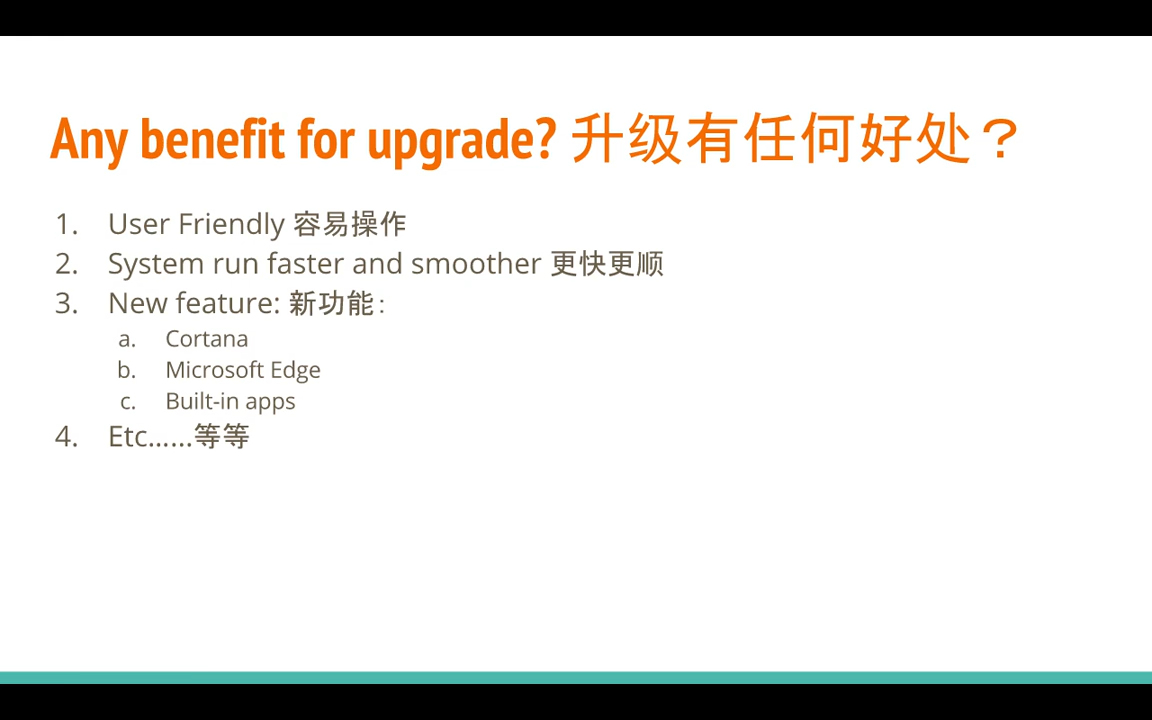 Any benefit for upgrade? 升级有任何好处？
1. User Friendly 容易操作
2. System run faster and smoother 更快更顺
3. New feature: 新功能：
a. Cortana
b. Microsoft Edge
c. Built-in apps
4. Etc......等等